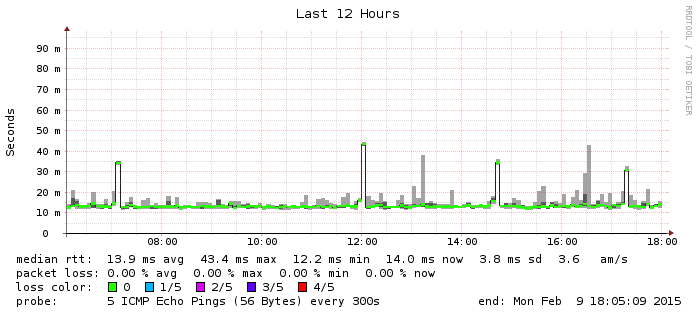 Last 12 Hours
RRDTOOL / TOBI OETIKER
Seconds
90 m
80 m
70 m
60 m
50 m
40 m
30 m
20 m
10 m
0
08:00 10:00 12:00 14:00 16:00 18:00
median rtt: 13.9 ms avg 43.4 ms max 12.2 ms min 14.0 ms now 3.8 ms sd 3.6 am/s
packet loss: 0.00 % avg 0.00 % max 0.00 % min 0.00 % now
loss color: 0 1/5 2/5 3/5 4/5
probe: 5 ICMP Echo Pings (56 Bytes) every 300s end: Mon Feb 9 18:05:09 2015